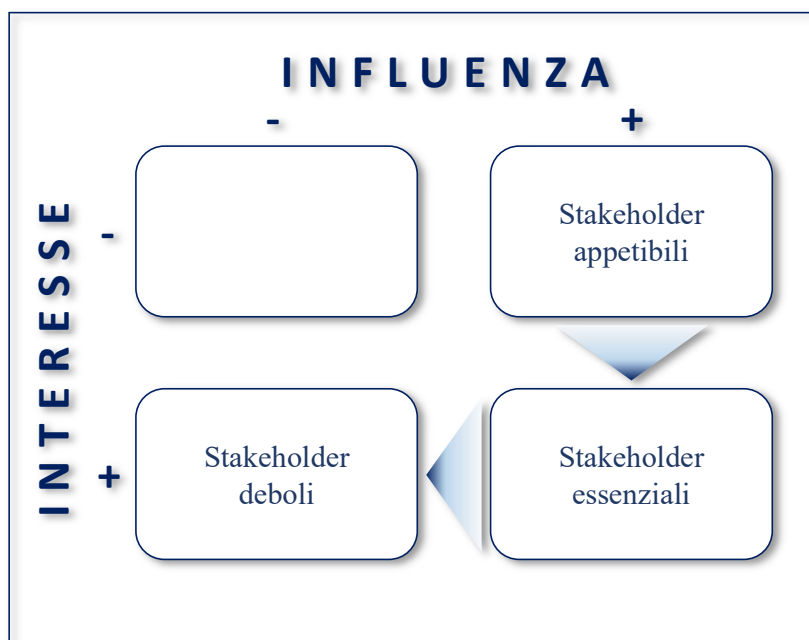 INFLUENZA
- +
INTERESSE
-
Stakeholder
appetibili
+
Stakeholder
deboli
Stakeholder
essenziali